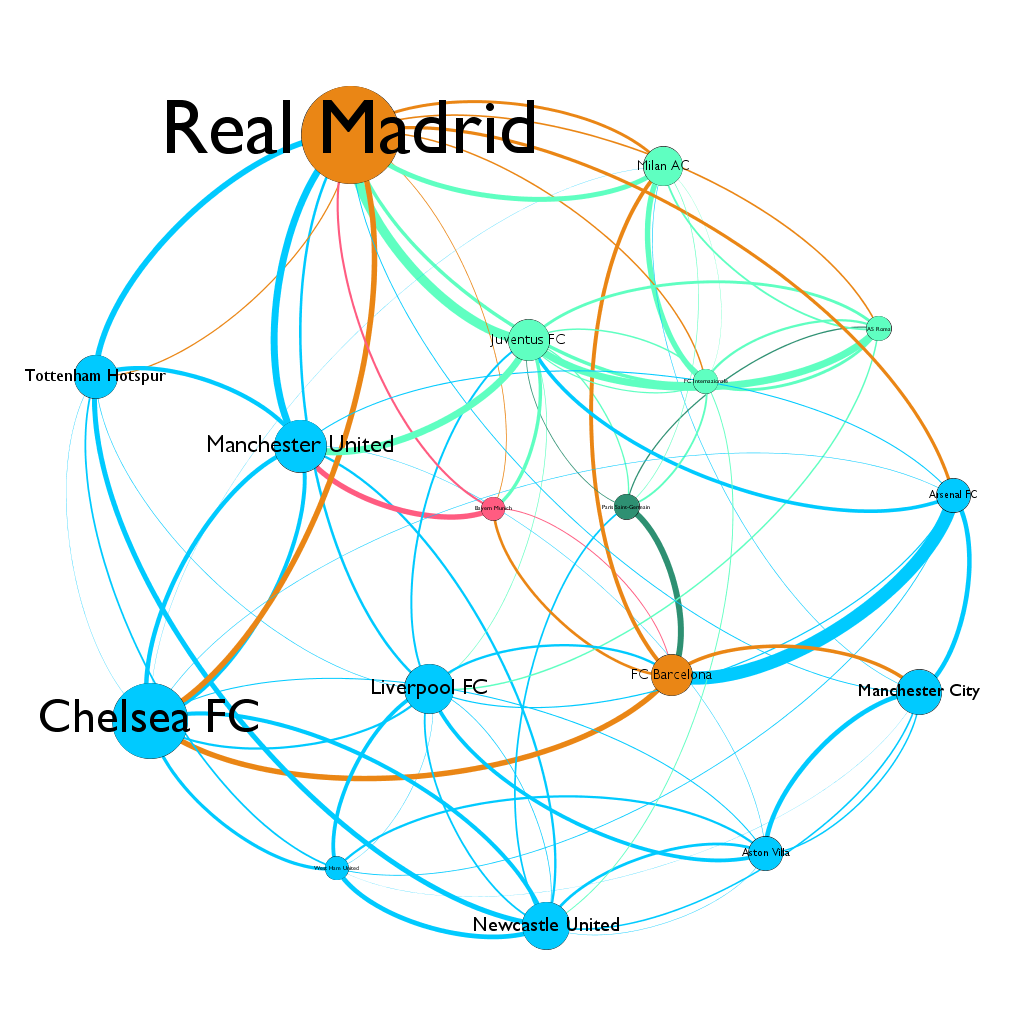 Real Madrid
Milan AC
AS Roma
Juventus FC
Tottenham Hotspur
FC Internazionale
Manchester United
Arsenal FC
Bayern Munich
Paris Saint-Germain
FC Barcelona
Liverpool FC
Manchester City
Chelsea FC
Aston Villa
West Ham United
Newcastle United